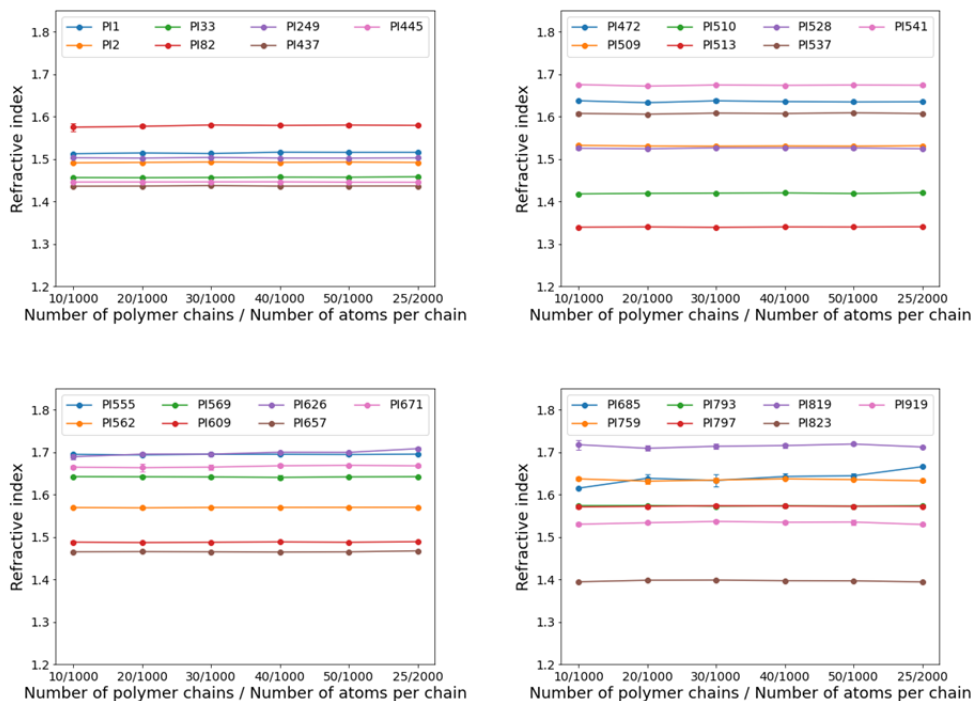 1.8
1.7
1.6
1.5
1.4
1.3
1.2
Refractive index
PI1 PI33 PI249 PI445
PI2 PI82 PI437
10/1000 20/1000 30/1000 40/1000 50/1000 25/2000
Number of polymer chains / Number of atoms per chain
1.8
1.7
1.6
1.5
1.4
1.3
1.2
Refractive index
PI472 PI510 PI528 PI541
PI509 PI513 PI537
10/1000 20/1000 30/1000 40/1000 50/1000 25/2000
Number of polymer chains / Number of atoms per chain
1.8
1.7
1.6
1.5
1.4
1.3
1.2
Refractive index
PI555 PI569 PI626 PI671
PI562 PI609 PI657
10/1000 20/1000 30/1000 40/1000 50/1000 25/2000
Number of polymer chains / Number of atoms per chain
1.8
1.7
1.6
1.5
1.4
1.3
1.2
Refractive index
PI685 PI793 PI819 PI919
PI759 PI797 PI823
10/1000 20/1000 30/1000 40/1000 50/1000 25/2000
Number of polymer chains / Number of atoms per chain